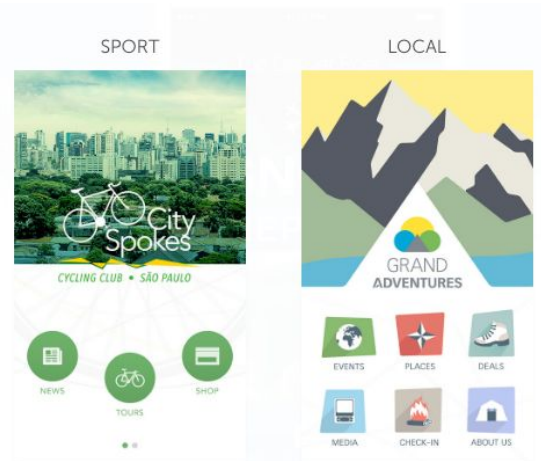 SPORT
LOCAL
City
Spokes
CYCLING CLUB • SÃO PAULO
NEWS
TOURS
SHOP
GRAND
ADVENTURES
EVENTS
PLACES
DEALS
MEDIA
CHECK-IN
ABOUT US